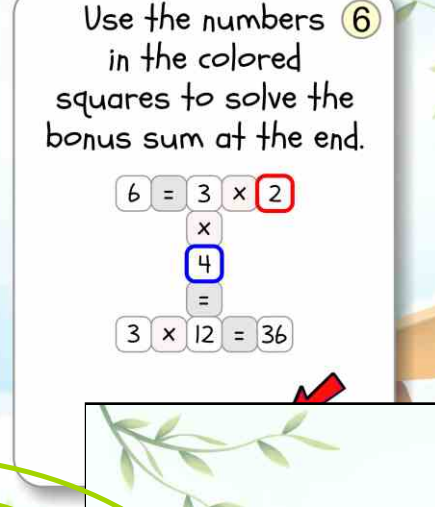 Use the numbers 6
in the colored
squares to solve the
bonus sum at the end.
6 = 3 × 2
×
4
=
3 × 12 = 36